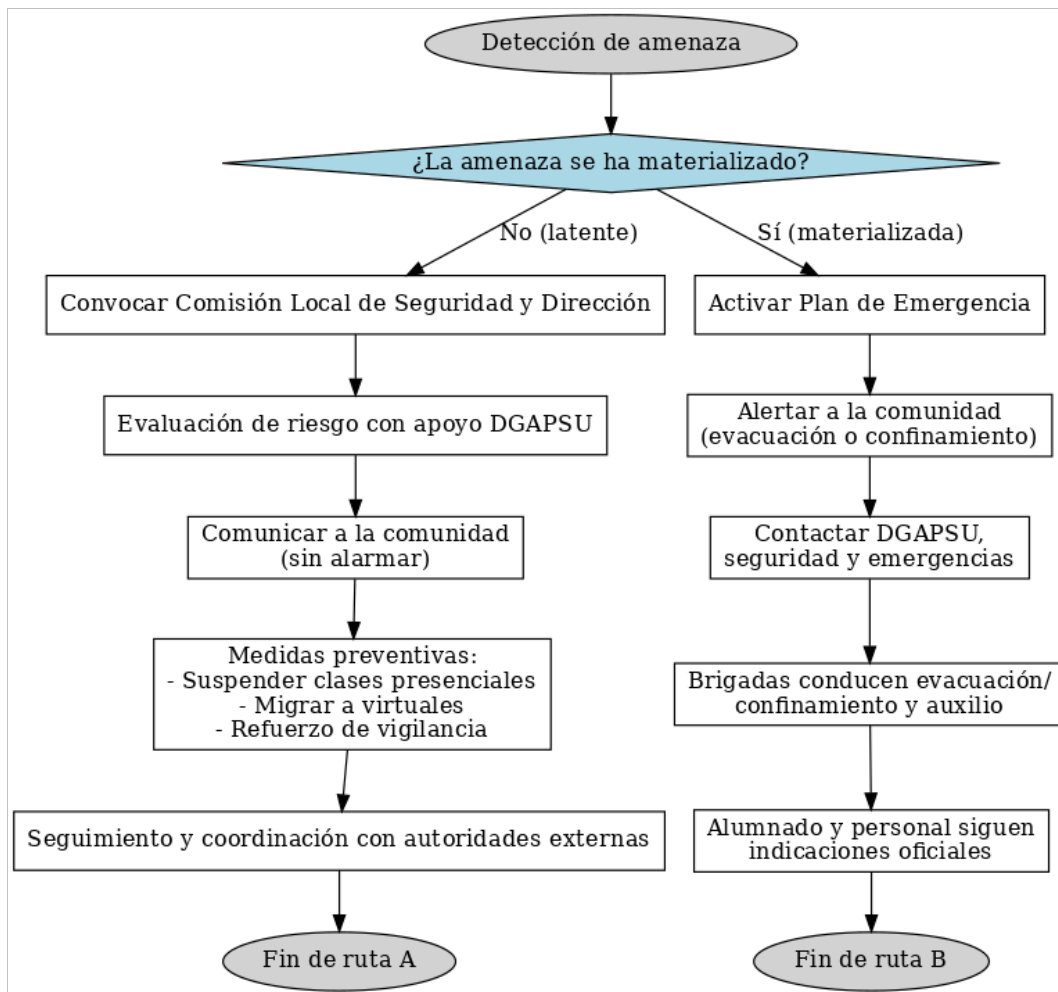 Detección de amenaza
¿La amenaza se ha materializado?
No (latente)
Sí (materializada)
Convocar Comisión Local de Seguridad y Dirección
Activar Plan de Emergencia
Evaluación de riesgo con apoyo DGAPSU
Alertar a la comunidad
(evacuación o confinamiento)
Comunicar a la comunidad
(sin alarmar)
Contactar DGAPSU,
seguridad y emergencias
Medidas preventivas:
- Suspender clases presenciales
- Migrar a virtuales
- Refuerzo de vigilancia
Brigadas conducen evacuación/
confinamiento y auxilio
Seguimiento y coordinación con autoridades externas
Alumnado y personal siguen
indicaciones oficiales
Fin de ruta A
Fin de ruta B